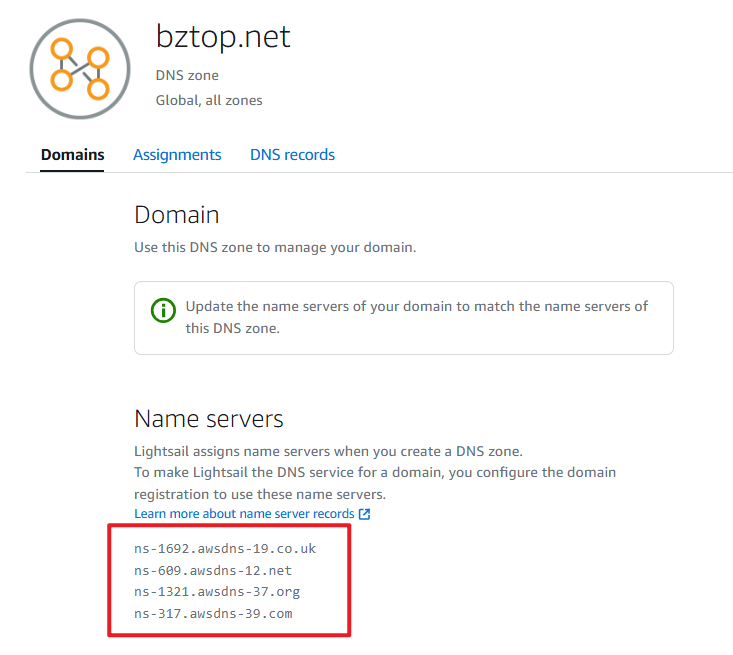 bztop.net
DNS zone
Global, all zones
Domains Assignments DNS records
Domain
Use this DNS zone to manage your domain.
Update the name servers of your domain to match the name servers of
this DNS zone.
Name servers
Lightsail assigns name servers when you create a DNS zone.
To make Lightsail the DNS service for a domain, you configure the domain
registration to use these name servers.
Learn more about name server records
ns-1692.awsdns-19.co.uk
ns-609.awsdns-12.net
ns-1321.awsdns-37.org
ns-317.awsdns-39.com